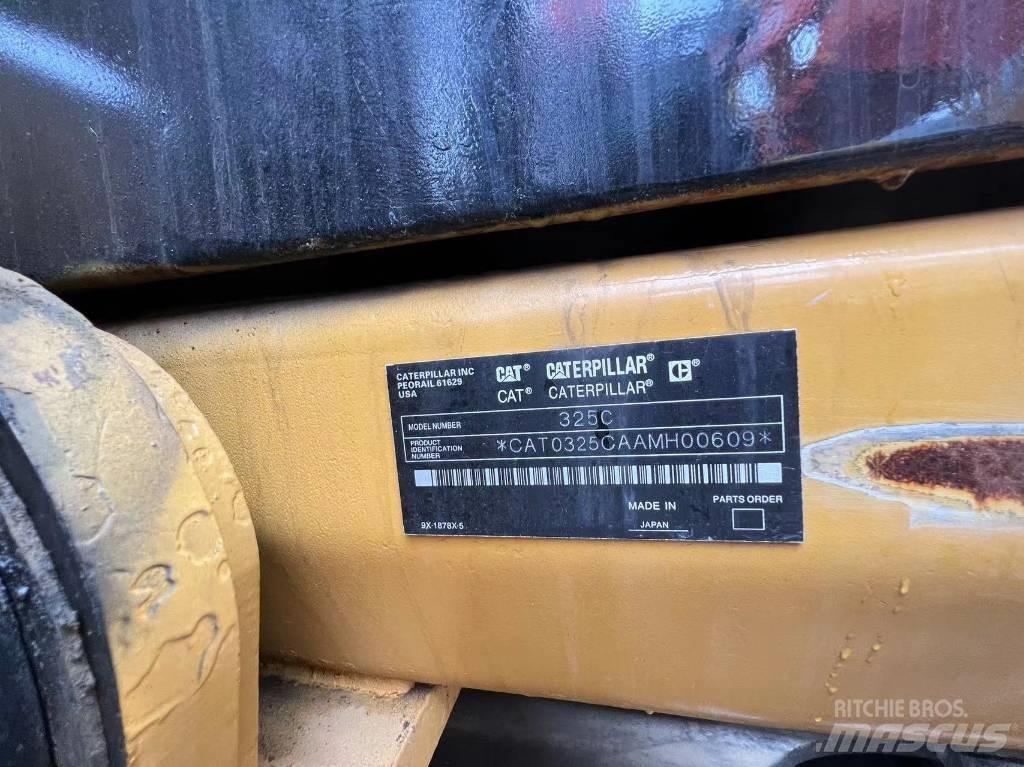 CATERPILLAR INC
PEORAIL 61629
USA
CAT® CATERPILLAR® C
CAT® CATERPILLAR®
MODEL NUMBER 325C
PRODUCT IDENTIFICATION NUMBER *CAT0325CAAMH00609*
MADE IN JAPAN
PARTS ORDER
9X-1878X-5
RITCHIE BROS.
MASCUS